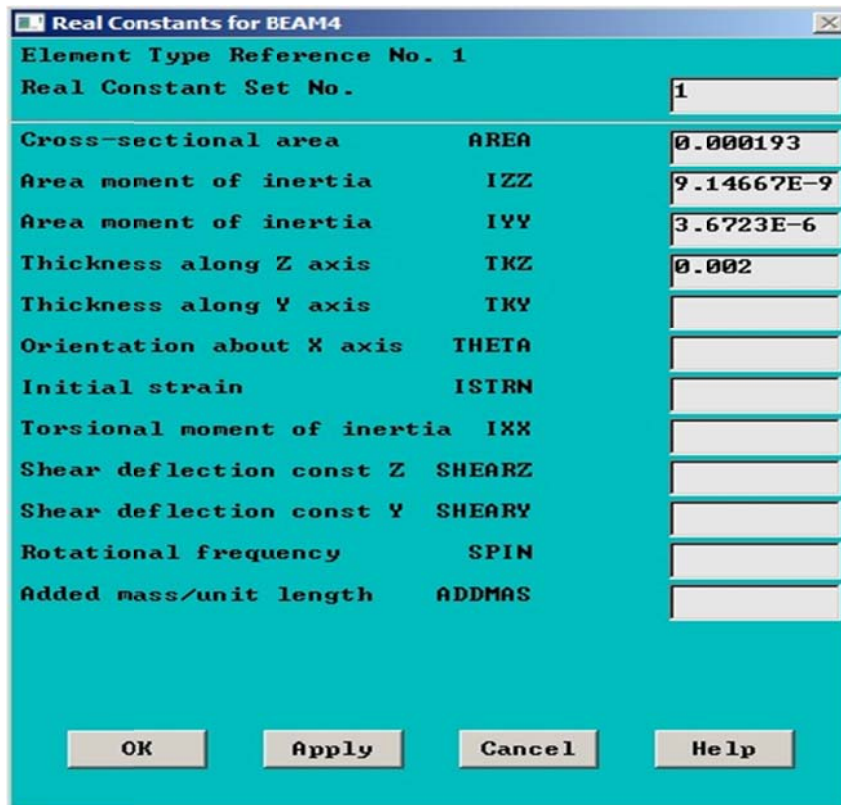 Real Constants for BEAM4
Element Type Reference No. 1
Real Constant Set No. 1
Cross-sectional area AREA 0.000193
Area moment of inertia IZZ 9.14667E-9
Area moment of inertia IYY 3.6723E-6
Thickness along Z axis TKZ 0.002
Thickness along Y axis TKY
Orientation about X axis THETA
Initial strain ISTRN
Torsional moment of inertia IXX
Shear deflection const Z SHEARZ
Shear deflection const Y SHEARY
Rotational frequency SPIN
Added mass/unit length ADDMAS
OK Apply Cancel Help